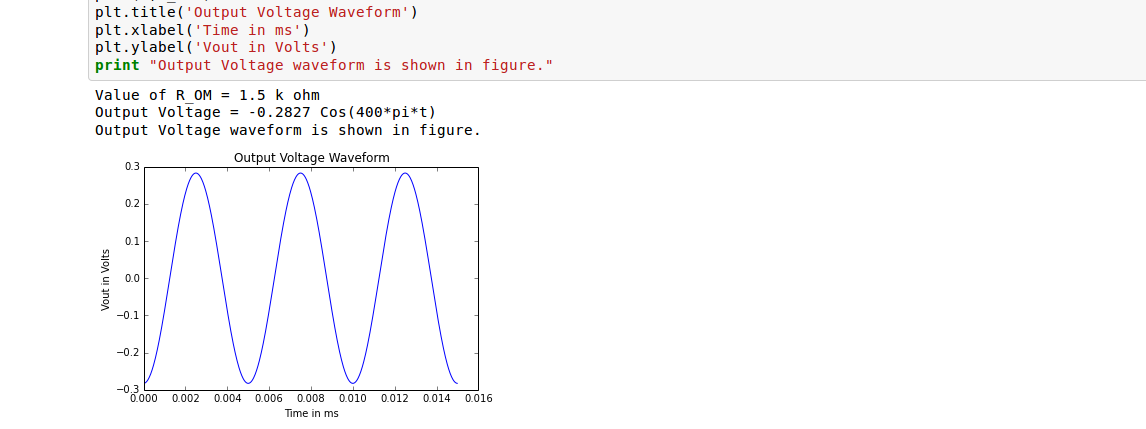 plt.title('Output Voltage Waveform')
plt.xlabel('Time in ms')
plt.ylabel('Vout in Volts')
print "Output Voltage waveform is shown in figure."
Value of R_OM = 1.5 k ohm
Output Voltage = -0.2827 Cos(400*pi*t)
Output Voltage waveform is shown in figure.
Output Voltage Waveform
0.3
0.2
0.1
0.0
−0.1
−0.2
−0.3
Vout in Volts
0.000 0.002 0.004 0.006 0.008 0.010 0.012 0.014 0.016
Time in ms